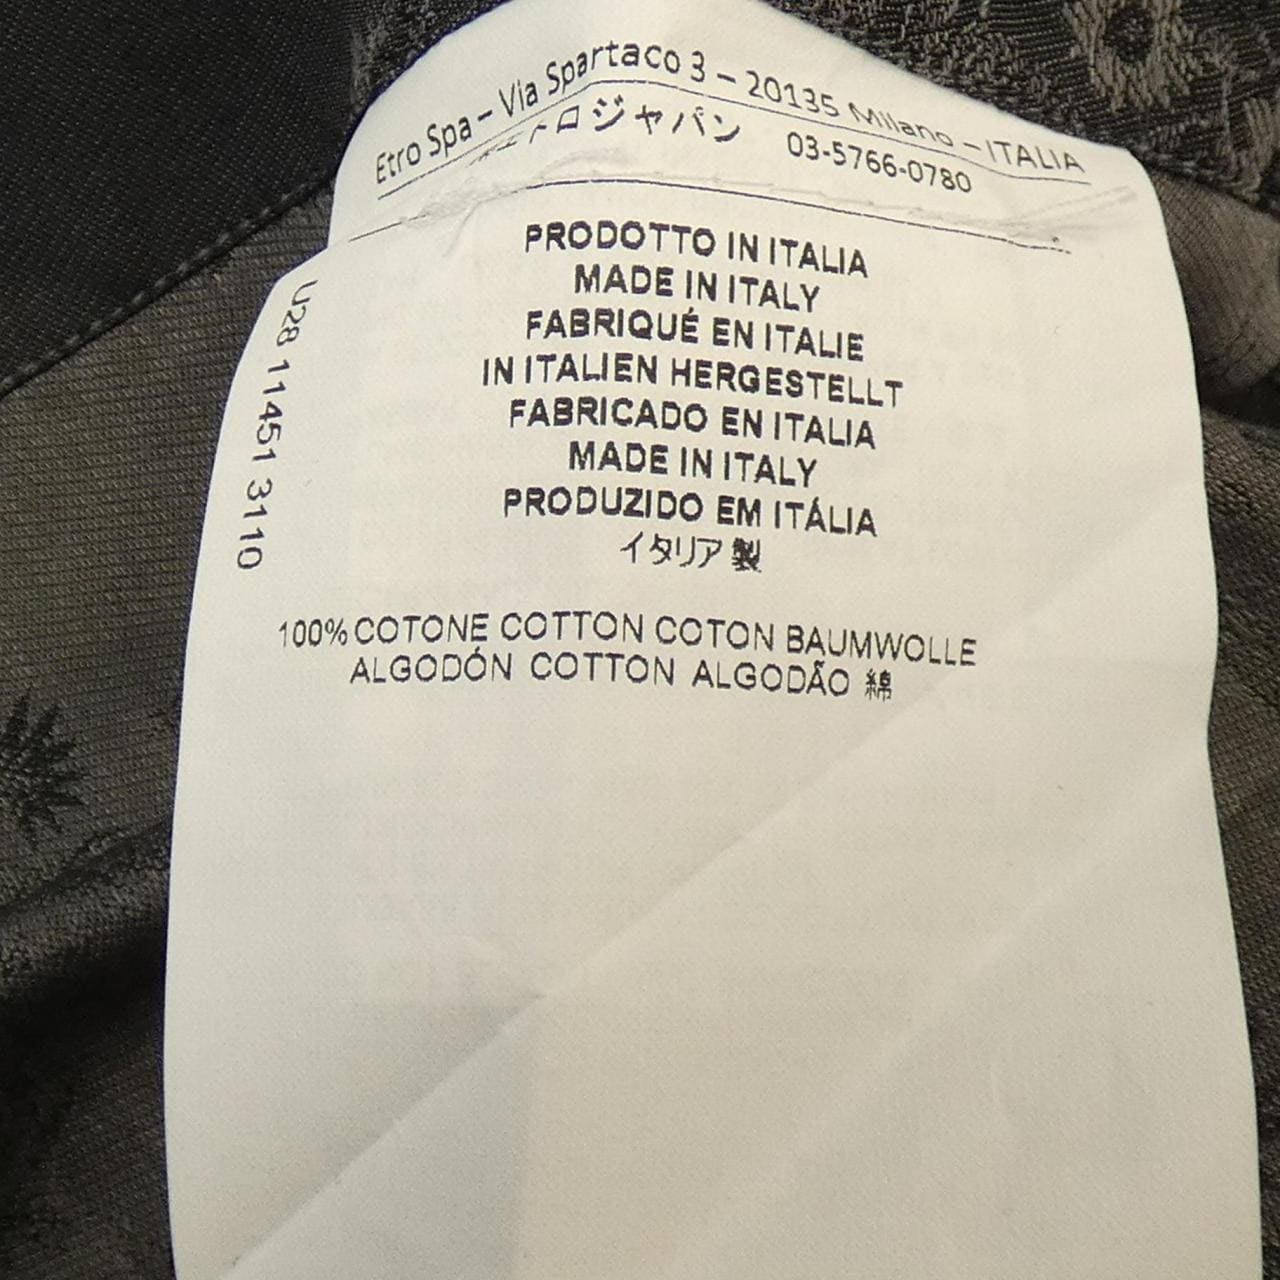 Etro Spa – Via Spartaco 3 – 20135 Milano – ITALIA
エトロジャパン 03-5766-0780
PRODOTTO IN ITALIA
MADE IN ITALY
FABRIQUÉ EN ITALIE
IN ITALIEN HERGESTELLT
FABRICADO EN ITALIA
MADE IN ITALY
PRODUZIDO EM ITÁLIA
イタリア製
100% COTONE COTTON COTON BAUMWOLLE
ALGODÓN COTTON ALGODÃO 綿
U28 11451 3110